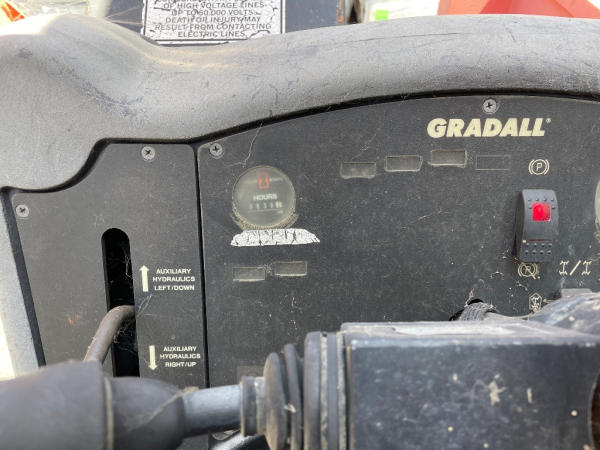 OF HIGH VOLTAGE LINES
UP TO 50,000 VOLTS.
DEATH OR INJURY MAY
RESULT FROM CONTACTING
ELECTRIC LINES.
GRADALL®
P
HOURS
AUXILIARY
HYDRAULICS
LEFT/DOWN
AUXILIARY
HYDRAULICS
RIGHT/UP